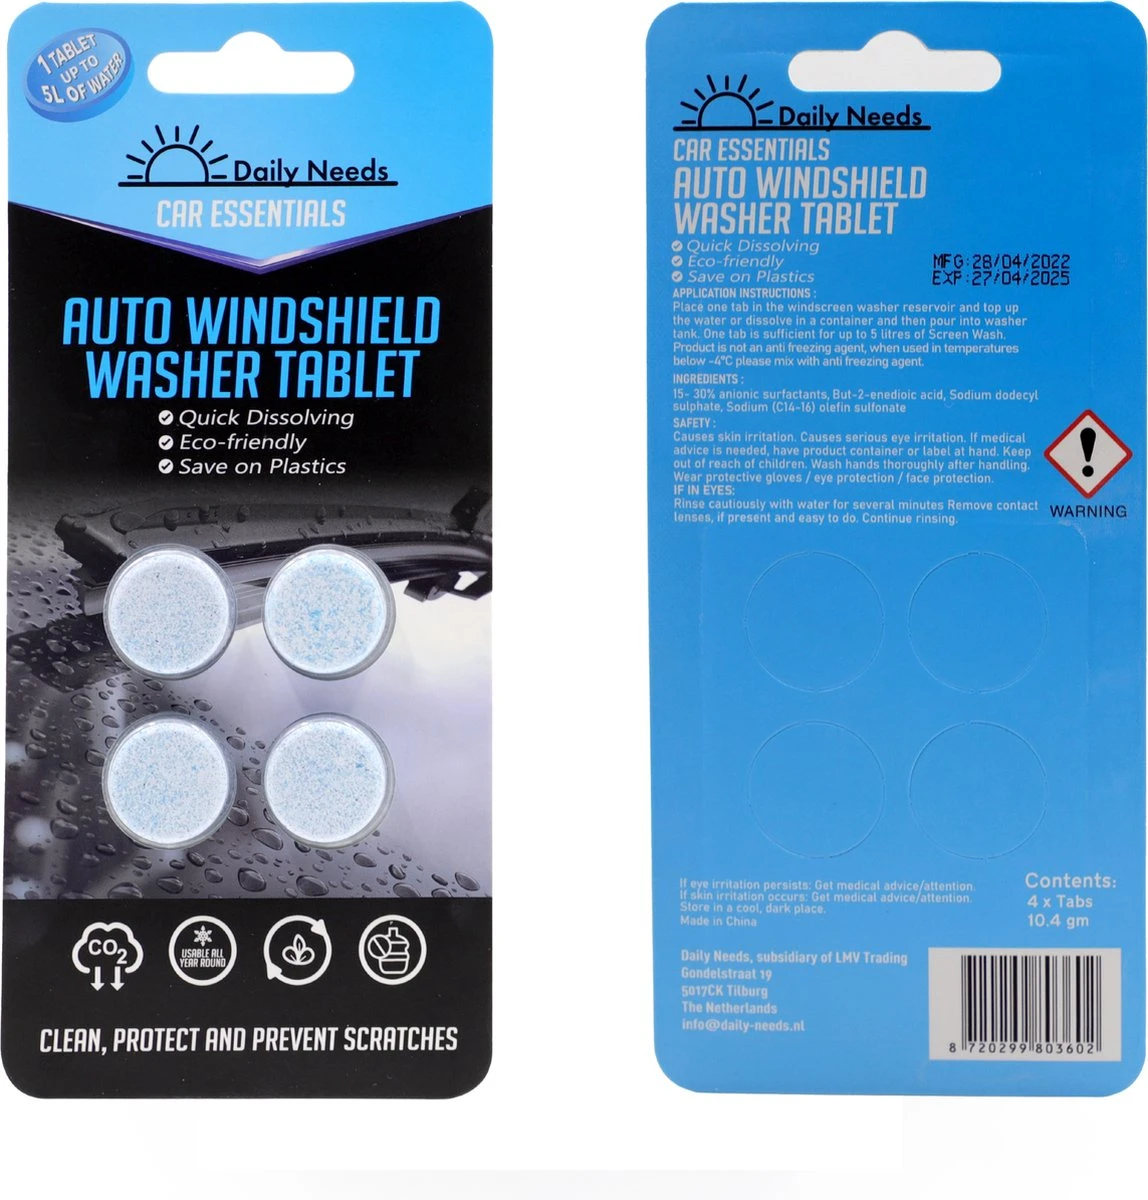 1 TABLET
UP TO
5L OF WATER
Daily Needs
CAR ESSENTIALS
AUTO WINDSHIELD
WASHER TABLET
Quick Dissolving
Eco-friendly
Save on Plastics
CO2
USABLE ALL
YEAR ROUND
CLEAN, PROTECT AND PREVENT SCRATCHES
Daily Needs
CAR ESSENTIALS
AUTO WINDSHIELD
WASHER TABLET
Quick Dissolving
Eco-friendly
Save on Plastics
MFG:28/04/2022
EXP:27/04/2025
APPLICATION INSTRUCTIONS :
Place one tab in the windscreen washer reservoir and top up
the water or dissolve in a container and then pour into washer
tank. One tab is sufficient for up to 5 litres of Screen Wash.
Product is not an anti freezing agent, when used in temperatures
below -4°C please mix with anti freezing agent.
INGREDIENTS :
15- 30% anionic surfactants, But-2-enedioic acid, Sodium dodecyl
sulphate, Sodium (C14-16) olefin sulfonate
SAFETY :
Causes skin irritation. Causes serious eye irritation. If medical
advice is needed, have product container or label at hand. Keep
out of reach of children. Wash hands thoroughly after handling.
Wear protective gloves / eye protection / face protection.
IF IN EYES:
Rinse cautiously with water for several minutes Remove contact
lenses, if present and easy to do. Continue rinsing.
WARNING
If eye irritation persists: Get medical advice/attention.
If skin irritation occurs: Get medical advice/attention.
Store in a cool, dark place.
Made in China
Contents:
4 x Tabs
10.4 gm
Daily Needs, subsidiary of LMV Trading
Gondelstraat 19
5017CK Tilburg
The Netherlands
info@daily-needs.nl
8 720299 803602